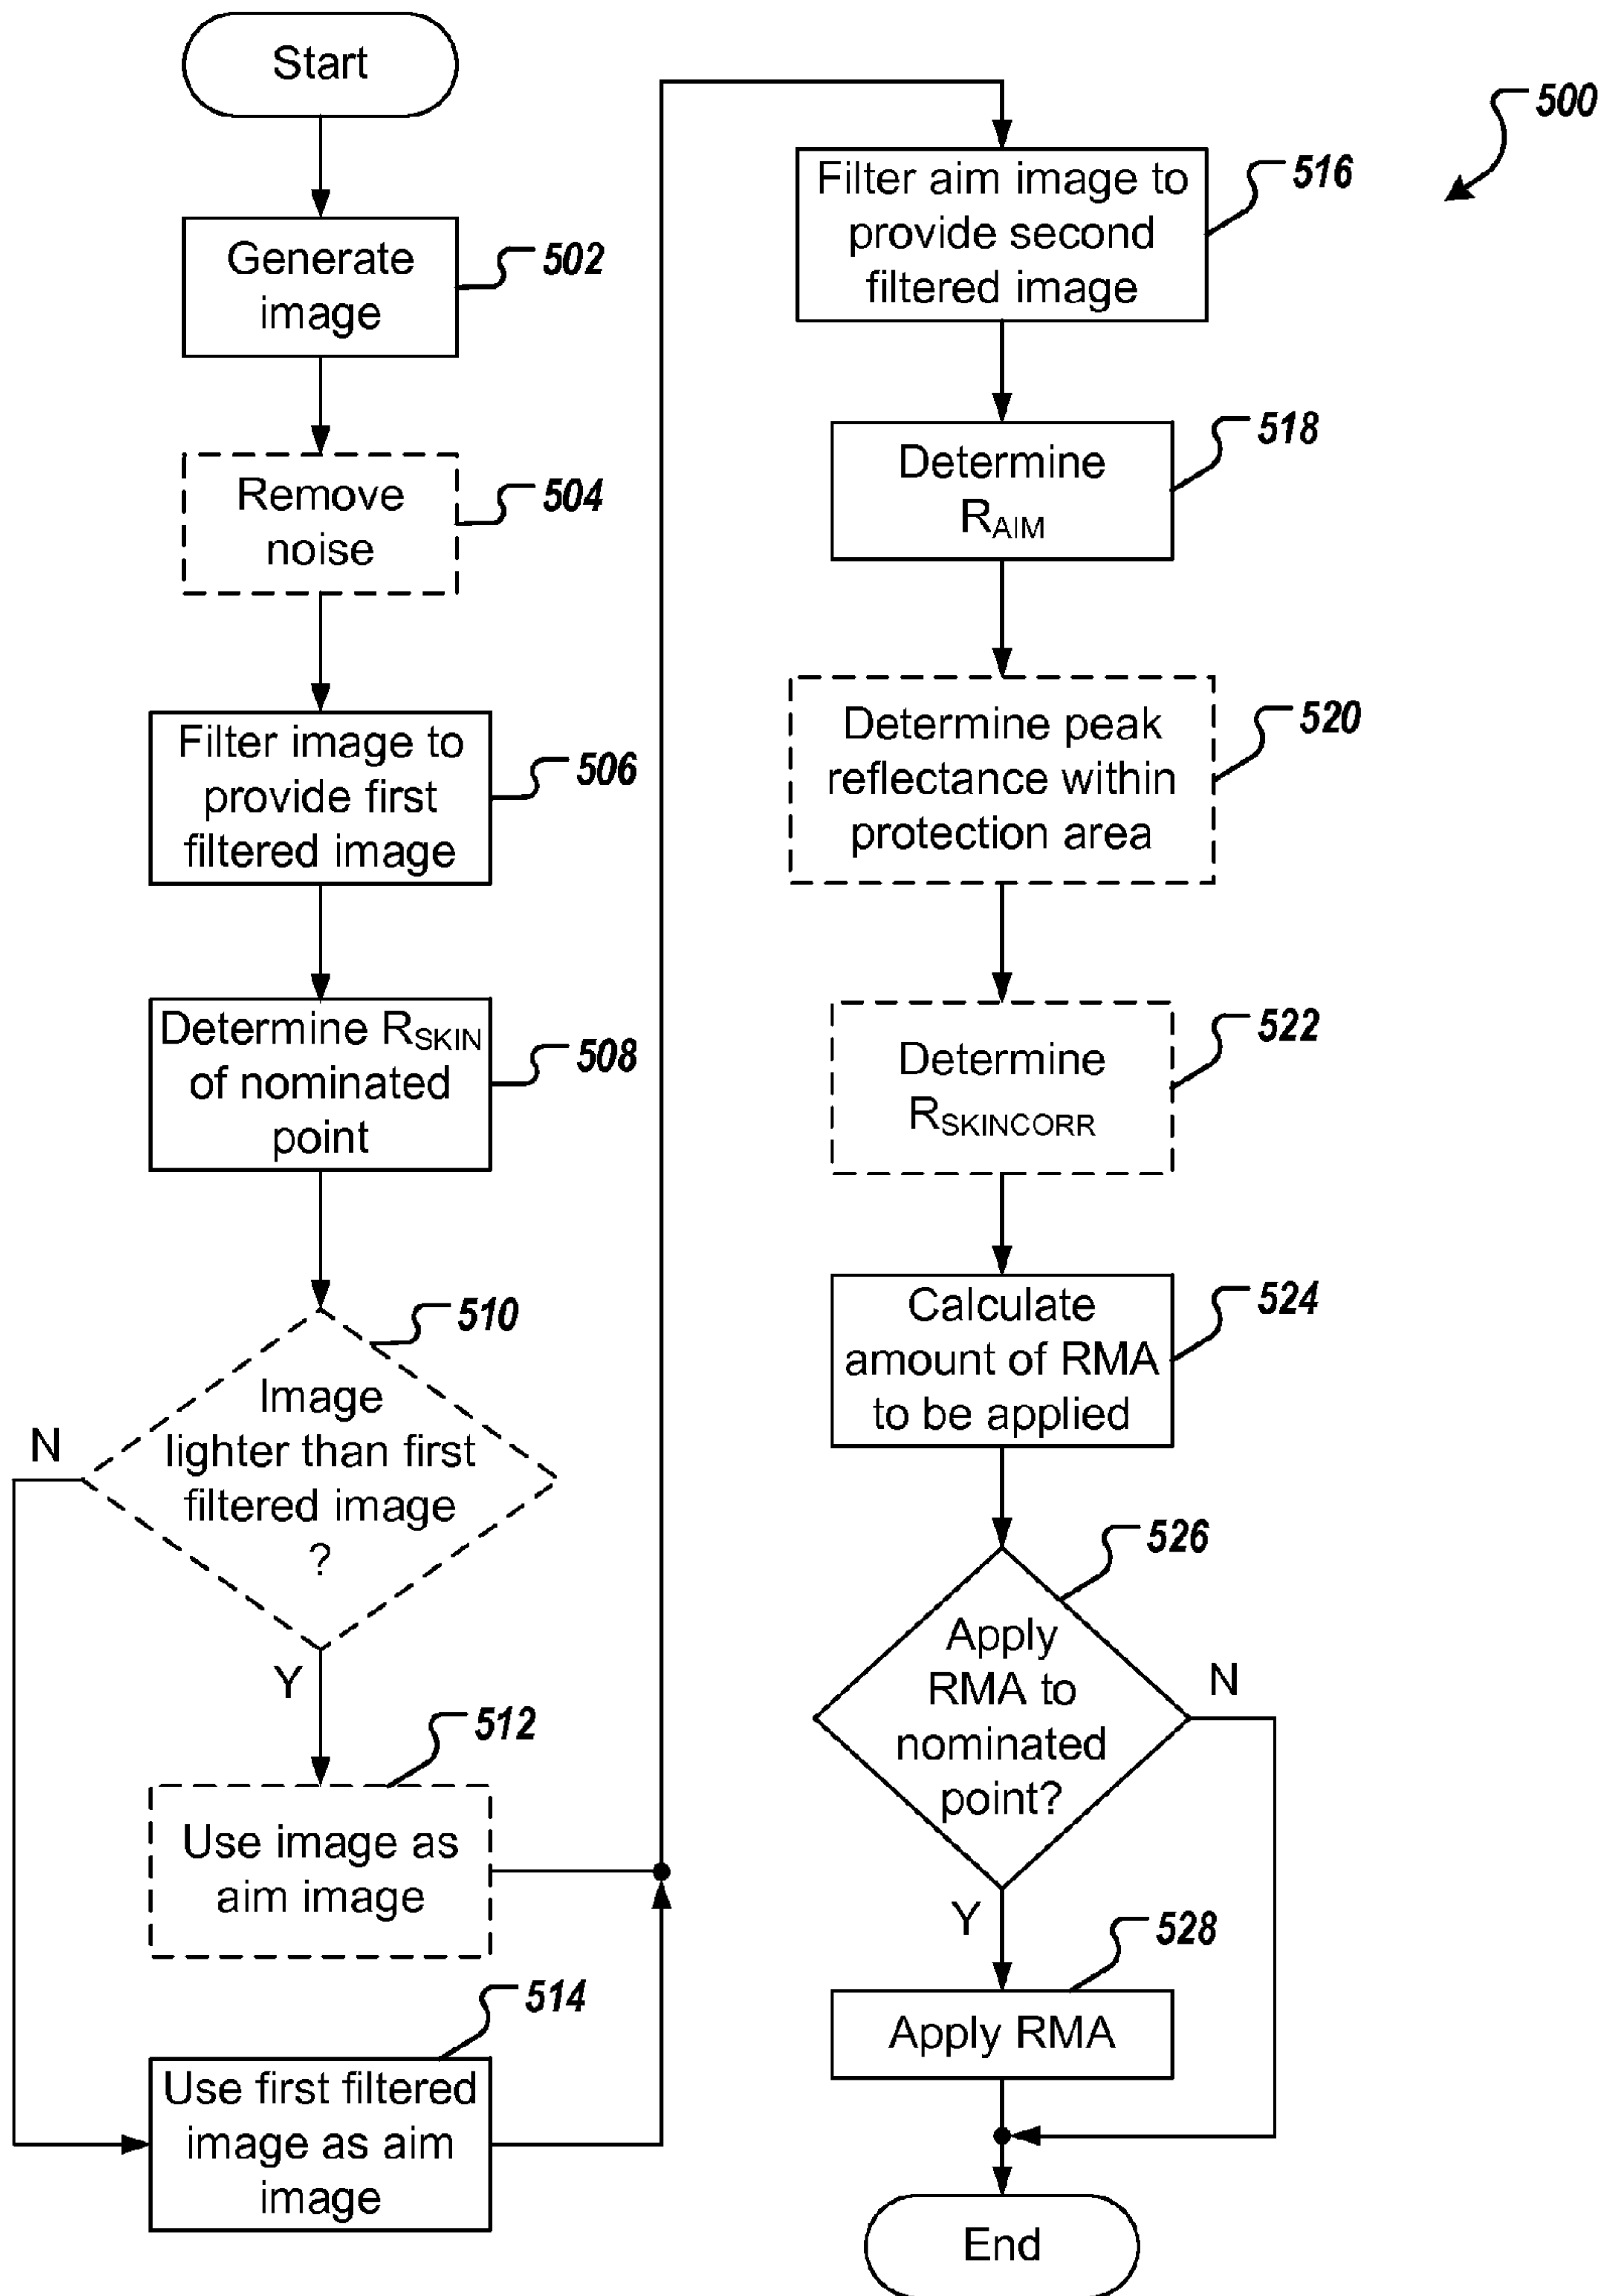 Start
Generate
image
502
Remove
noise
504
Filter image to
provide first
filtered image
506
Determine RSKIN
of nominated
point
508
510
Image
lighter than first
filtered image
?
N
Y
512
Use image as
aim image
514
Use first filtered
image as aim
image
500
Filter aim image to
provide second
filtered image
516
Determine
RAIM
518
Determine peak
reflectance within
protection area
520
Determine
RSKINCORR
522
Calculate
amount of RMA
to be applied
524
526
Apply
RMA to
nominated
point?
N
Y
528
Apply RMA
End